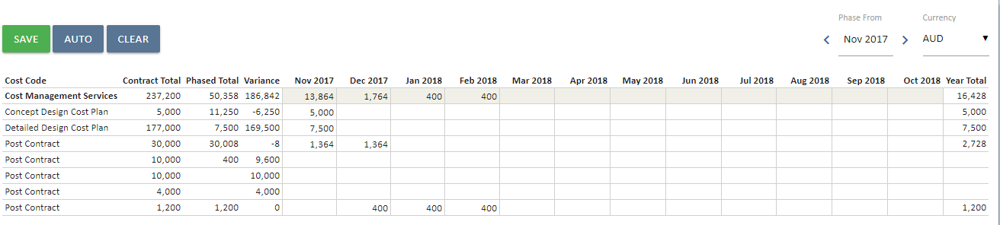 Phase From Currency
SAVE AUTO CLEAR < Nov 2017 > AUD ▼
Cost Code Contract Total Phased Total Variance Nov 2017 Dec 2017 Jan 2018 Feb 2018 Mar 2018 Apr 2018 May 2018 Jun 2018 Jul 2018 Aug 2018 Sep 2018 Oct 2018 Year Total
Cost Management Services 237,200 50,358 186,842 13,864 1,764 400 400 16,428
Concept Design Cost Plan 5,000 11,250 -6,250 5,000 5,000
Detailed Design Cost Plan 177,000 7,500 169,500 7,500 7,500
Post Contract 30,000 30,008 -8 1,364 1,364 2,728
Post Contract 10,000 400 9,600
Post Contract 10,000 10,000
Post Contract 4,000 4,000
Post Contract 1,200 1,200 0 400 400 400 1,200